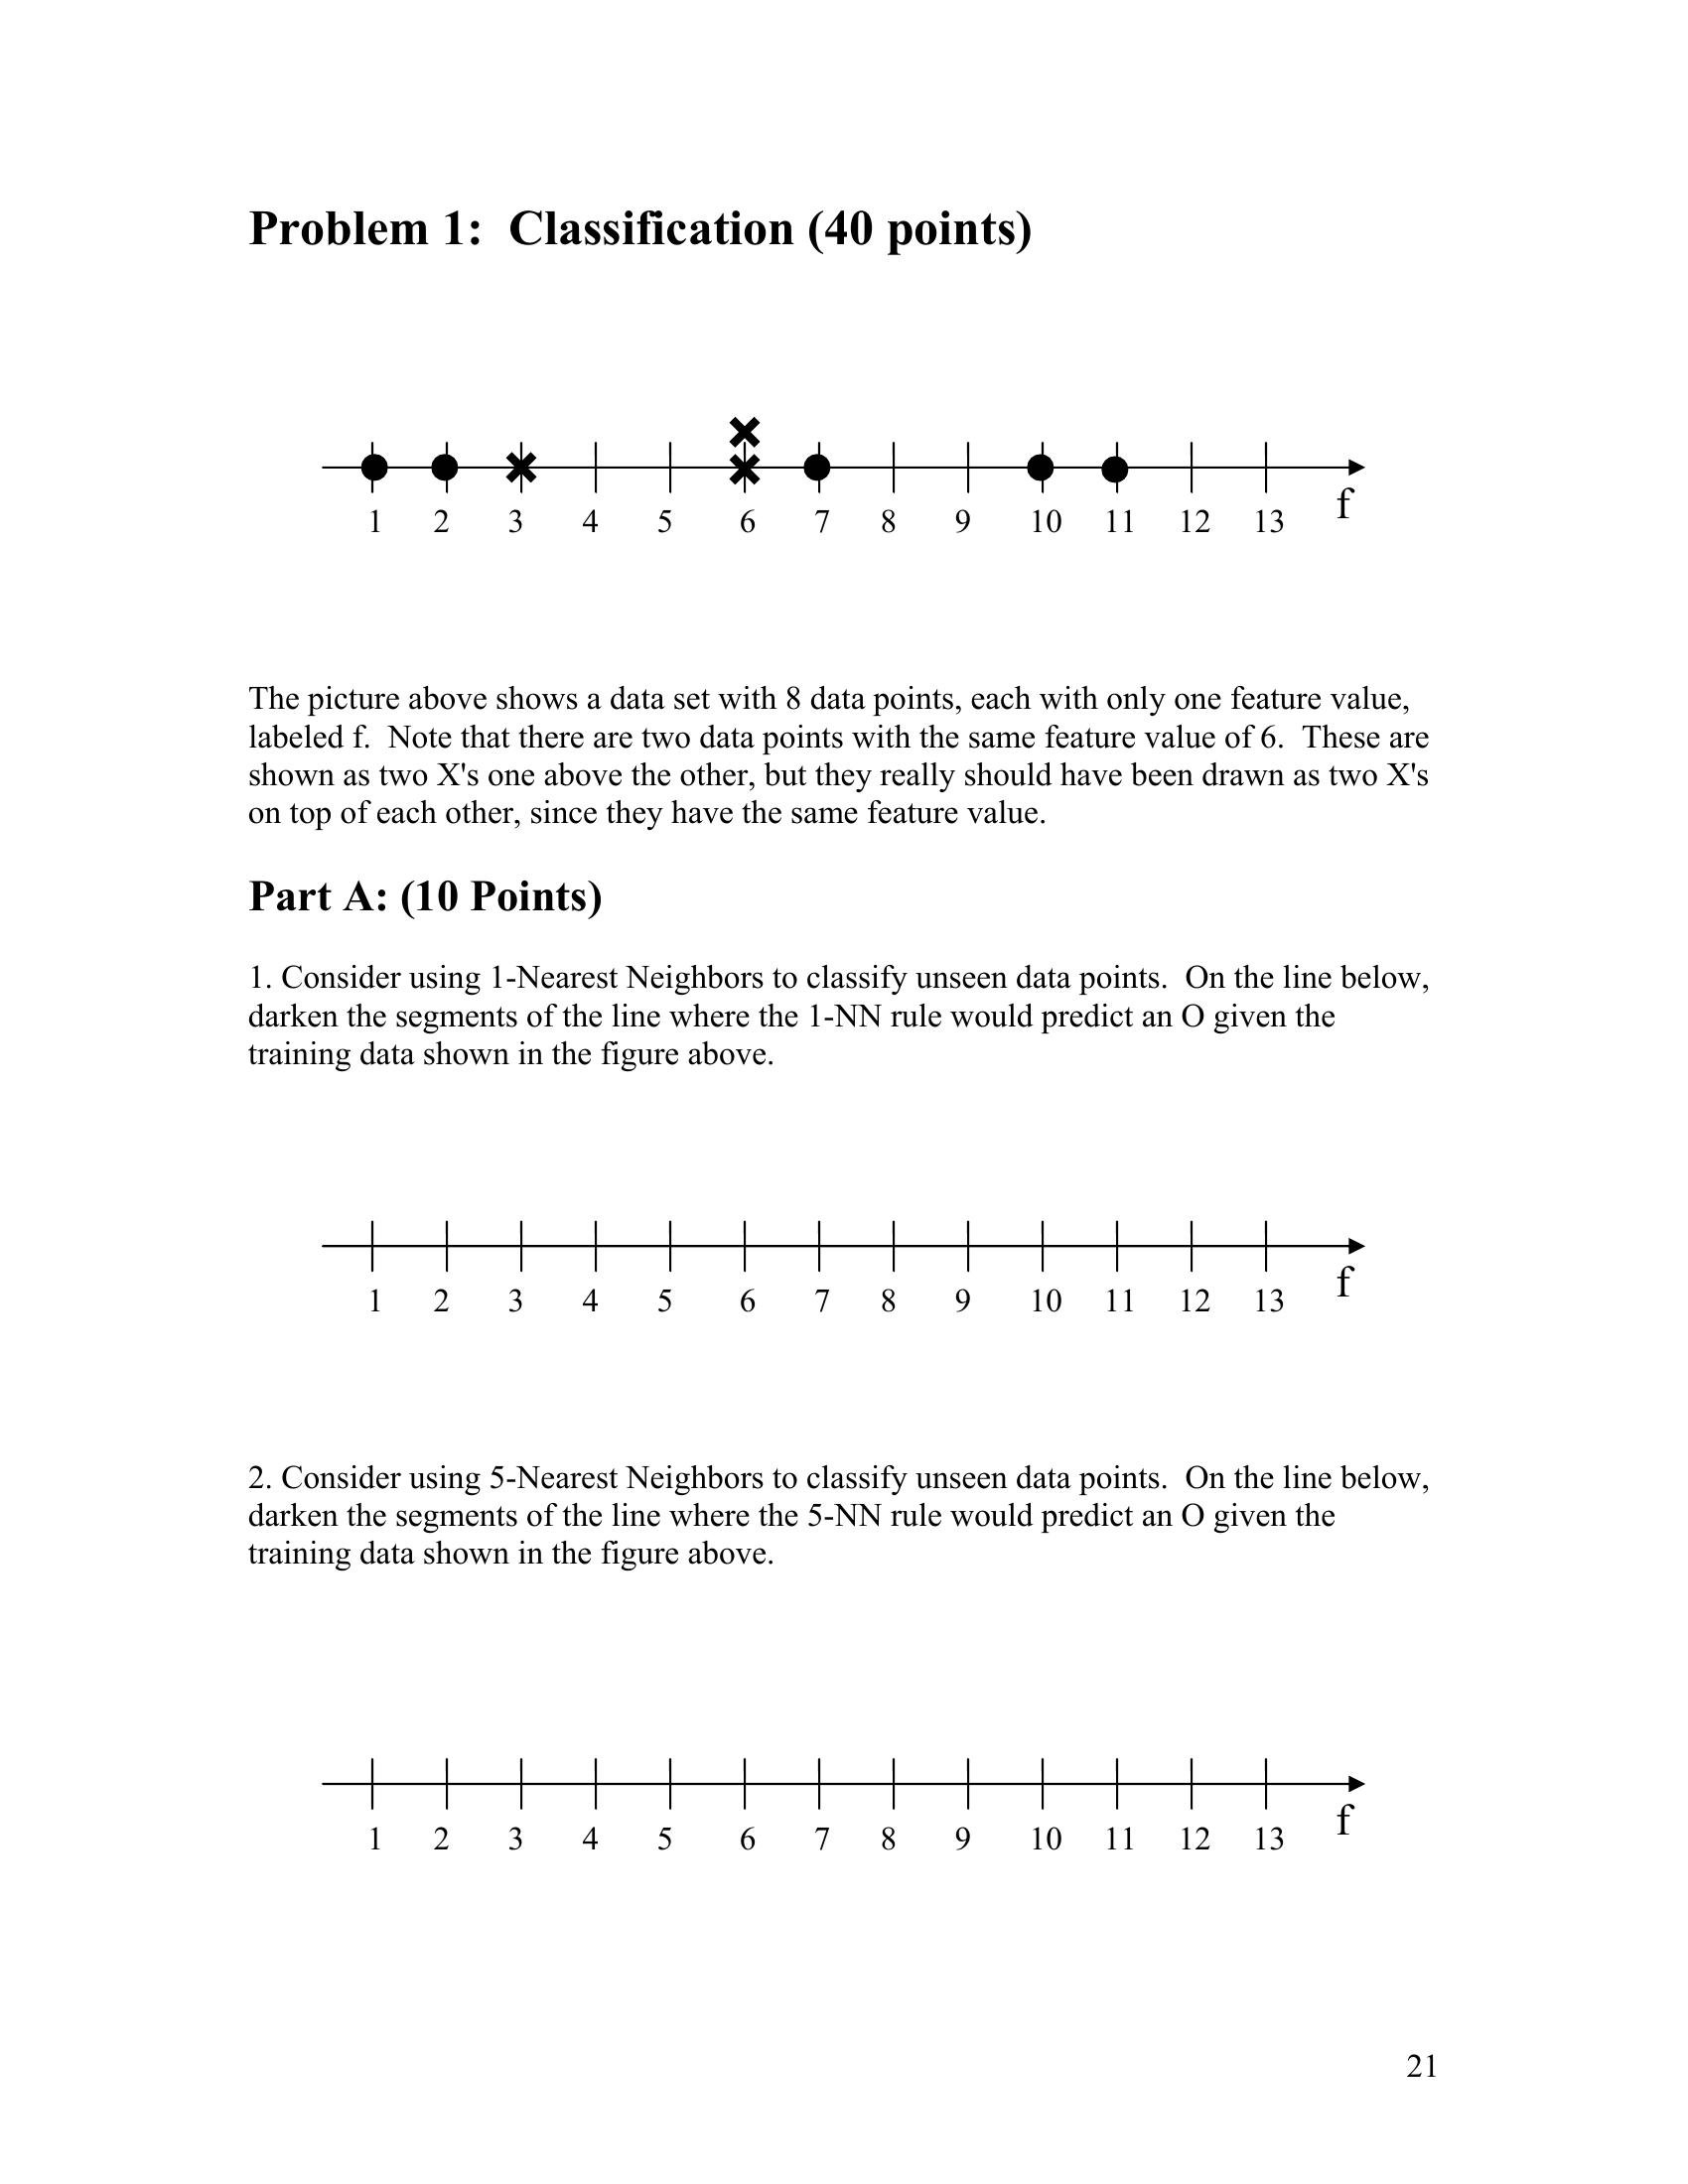 Problem 1:  Classification (40 points)
1 2 3 4 5 6 7 8 9 10 11 12 13 f
The picture above shows a data set with 8 data points, each with only one feature value,
labeled f.  Note that there are two data points with the same feature value of 6.  These are
shown as two X's one above the other, but they really should have been drawn as two X's
on top of each other, since they have the same feature value.
Part A: (10 Points)
1. Consider using 1-Nearest Neighbors to classify unseen data points.  On the line below,
darken the segments of the line where the 1-NN rule would predict an O given the
training data shown in the figure above.
1 2 3 4 5 6 7 8 9 10 11 12 13 f
2. Consider using 5-Nearest Neighbors to classify unseen data points.  On the line below,
darken the segments of the line where the 5-NN rule would predict an O given the
training data shown in the figure above.
1 2 3 4 5 6 7 8 9 10 11 12 13 f
21